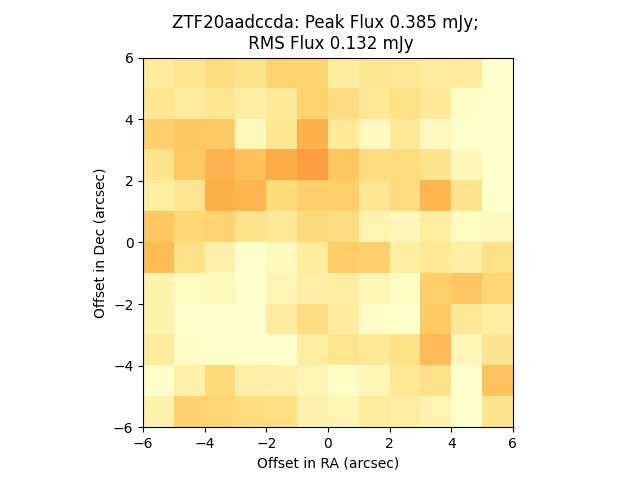 ZTF20aadccda: Peak Flux 0.385 mJy;
RMS Flux 0.132 mJy
6
4
2
0
−2
−4
−6
Offset in Dec (arcsec)
−6 −4 −2 0 2 4 6
Offset in RA (arcsec)